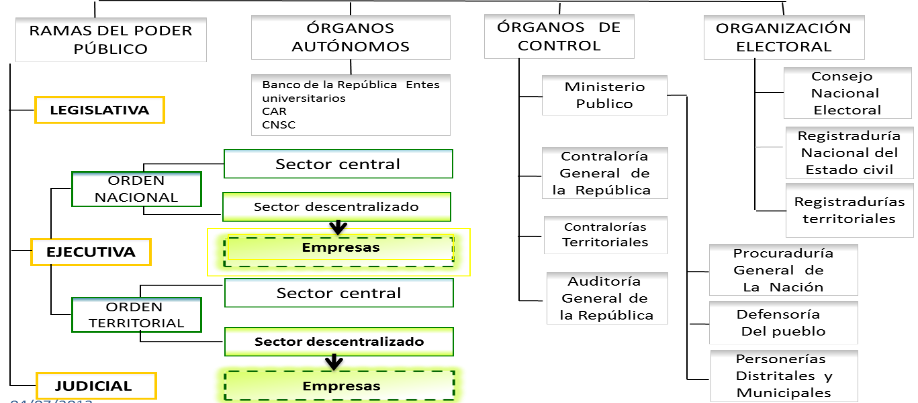 RAMAS DEL PODER
PÚBLICO
LEGISLATIVA
EJECUTIVA
JUDICIAL
ORDEN
NACIONAL
Sector central
Sector descentralizado
Empresas
ORDEN
TERRITORIAL
Sector central
Sector descentralizado
Empresas
ÓRGANOS
AUTÓNOMOS
Banco de la República Entes
universitarios
CAR
CNSC
ÓRGANOS DE
CONTROL
Ministerio
Publico
Contraloría
General de
la República
Contralorías
Territoriales
Auditoría
General de
la República
Procuraduría
General de
La Nación
Defensoría
Del pueblo
Personerías
Distritales y
Municipales
ORGANIZACIÓN
ELECTORAL
Consejo
Nacional
Electoral
Registraduría
Nacional del
Estado civil
Registradurías
territoriales